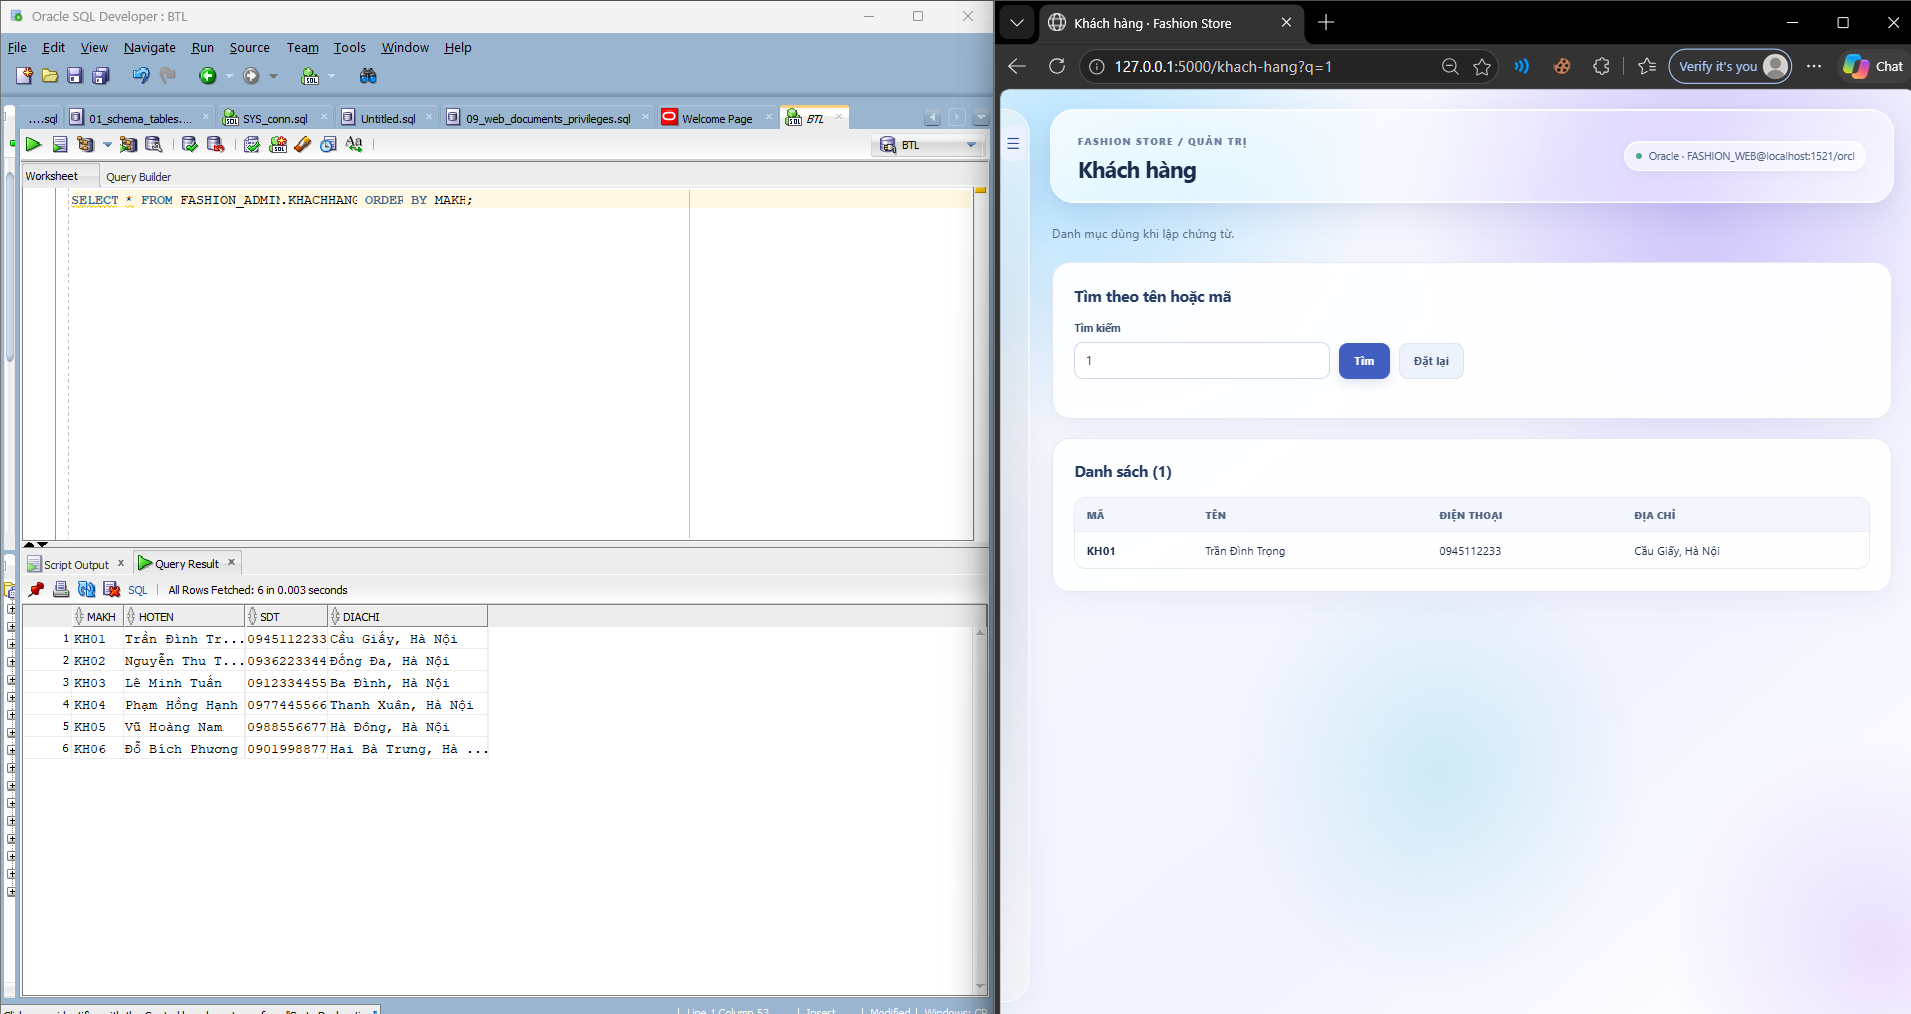 Oracle SQL Developer : BTL
File Edit View Navigate Run Source Team Tools Window Help
....sql 01_schema_tables.... SYS_conn.sql Untitled.sql 09_web_documents_privileges.sql Welcome Page BTL
BTL
Worksheet Query Builder
SELECT * FROM FASHION_ADMIN.KHACHHANG ORDER BY MAKH;
Script Output Query Result
SQL All Rows Fetched: 6 in 0.003 seconds
MAKH HOTEN SDT DIACHI
1 KH01 Trần Đình Tr... 0945112233 Cầu Giấy, Hà Nội
2 KH02 Nguyễn Thu T... 0936223344 Đống Đa, Hà Nội
3 KH03 Lê Minh Tuấn 0912334455 Ba Đình, Hà Nội
4 KH04 Phạm Hồng Hạnh 0977445566 Thanh Xuân, Hà Nội
5 KH05 Vũ Hoàng Nam 0988556677 Hà Đông, Hà Nội
6 KH06 Đỗ Bích Phương 0901998877 Hai Bà Trưng, Hà ...
Line 1 Column 53 Insert Modified Windows: CR
Khách hàng · Fashion Store
127.0.0.1:5000/khach-hang?q=1 Verify it's you Chat
FASHION STORE / QUẢN TRỊ
Khách hàng
Oracle · FASHION_WEB@localhost:1521/orcl
Danh mục dùng khi lập chứng từ.
Tìm theo tên hoặc mã
Tìm kiếm
1 Tìm Đặt lại
Danh sách (1)
MÃ TÊN ĐIỆN THOẠI ĐỊA CHỈ
KH01 Trần Đình Trọng 0945112233 Cầu Giấy, Hà Nội